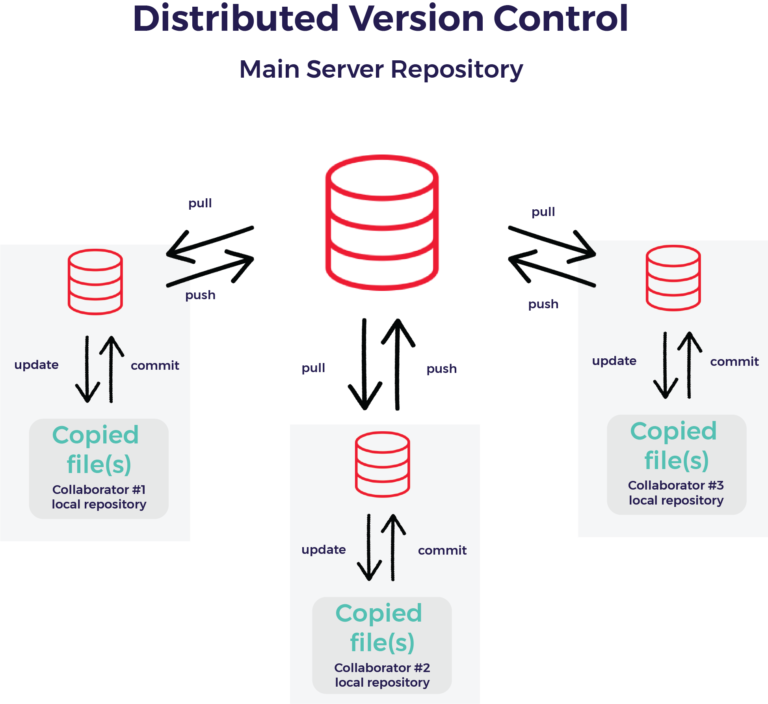 Distributed Version Control
Main Server Repository
pull
push
pull
push
update
commit
Copied
file(s)
Collaborator #1
local repository
pull
push
update
commit
Copied
file(s)
Collaborator #2
local repository
update
commit
Copied
file(s)
Collaborator #3
local repository